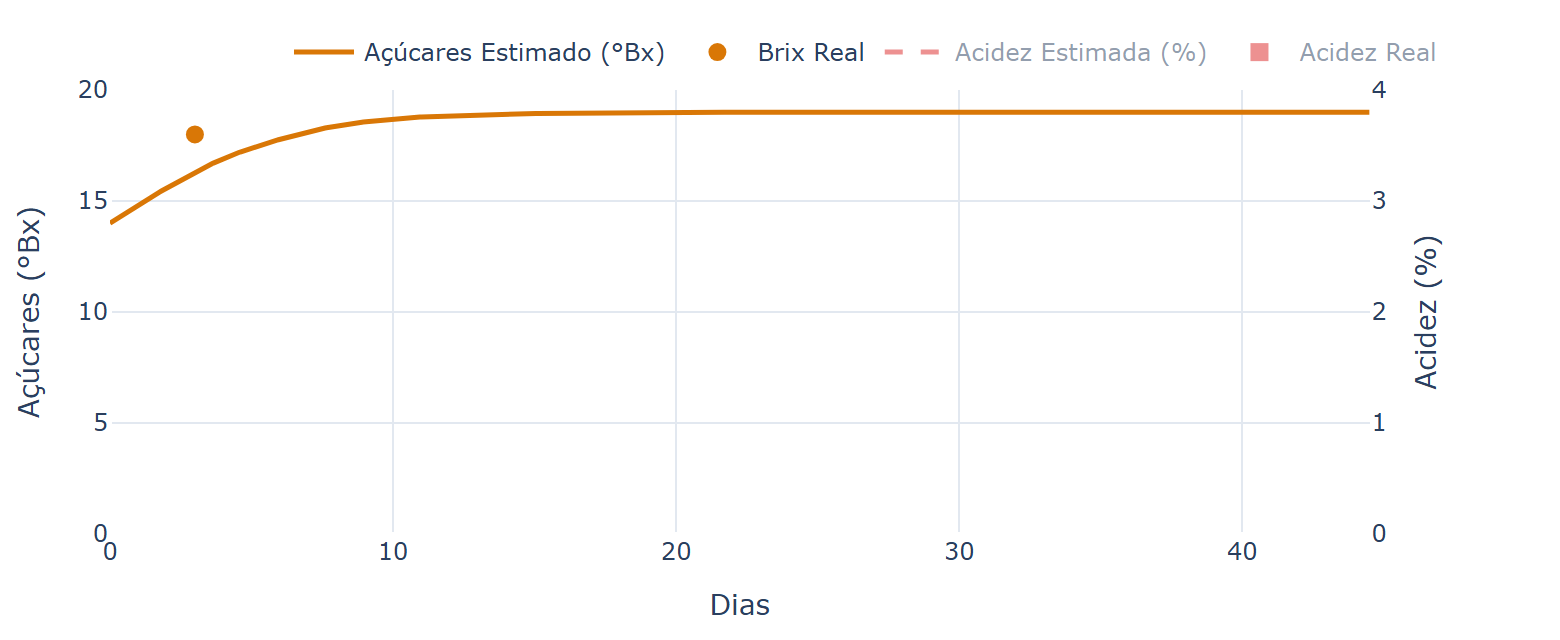 Açúcares Estimado (°Bx) Brix Real Acidez Estimada (%) Acidez Real
20 4
15 3
10 2
5 1
0 0
0 10 20 30 40
Dias
Açúcares (°Bx)
Acidez (%)